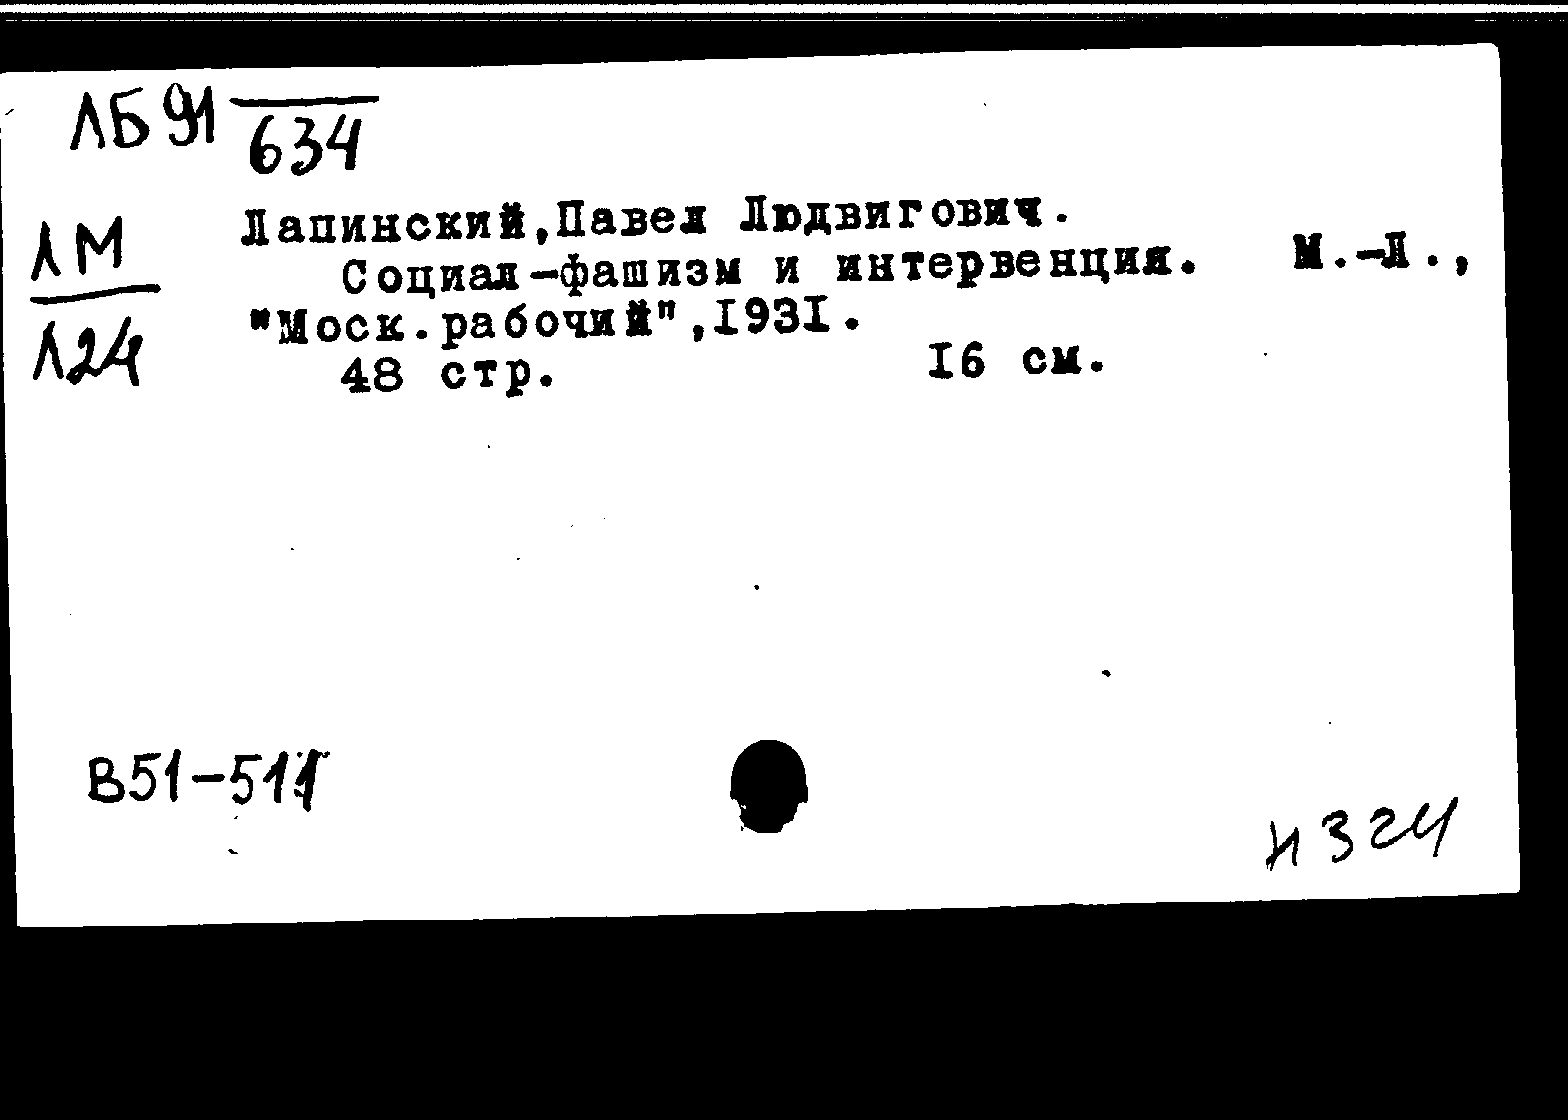 ЛБ 91
634
ЛМ
Л24
Лапинский,Павел Людвигович.
Социал-фашизм и интервенция. М.-Л.,
"Моск.рабочий",1931.
48 стр. 16 см.
В51-511
и 324